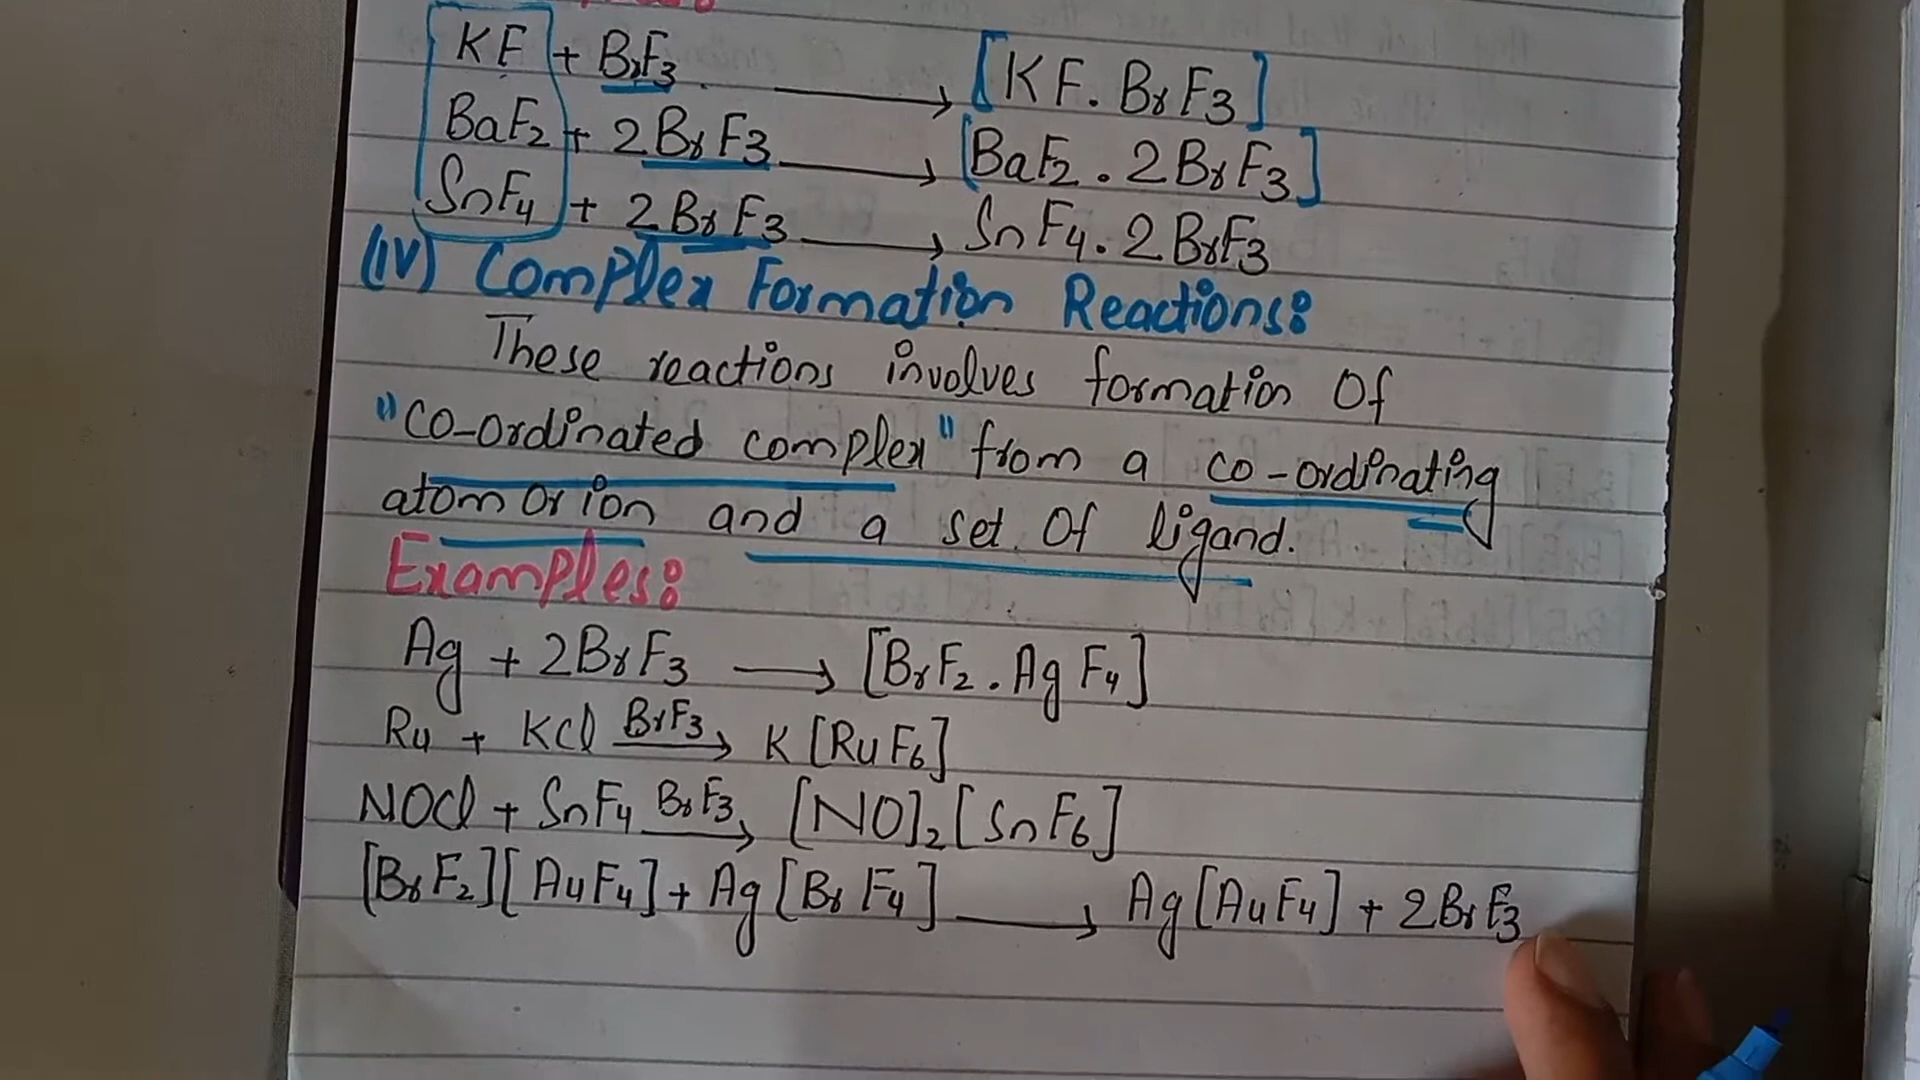 KF + BrF3 ⟶ [KF. BrF3]
BaF2 + 2BrF3 ⟶ [BaF2 . 2BrF3]
SnF4 + 2BrF3 ⟶ SnF4. 2BrF3
(IV) Complex Formation Reactions:
These reactions involves formation Of
"CO-ordinated complex" from a co-ordinating
atom or ion and a set Of ligand.
Examples:
Ag + 2BrF3 ⟶ [BrF2 . AgF4]
Ru + KCl BrF3⟶ K[RuF6]
NOCl + SnF4 BrF3⟶ [NO]2[SnF6]
[BrF2][AuF4] + Ag[BrF4] ⟶ Ag[AuF4] + 2BrF3